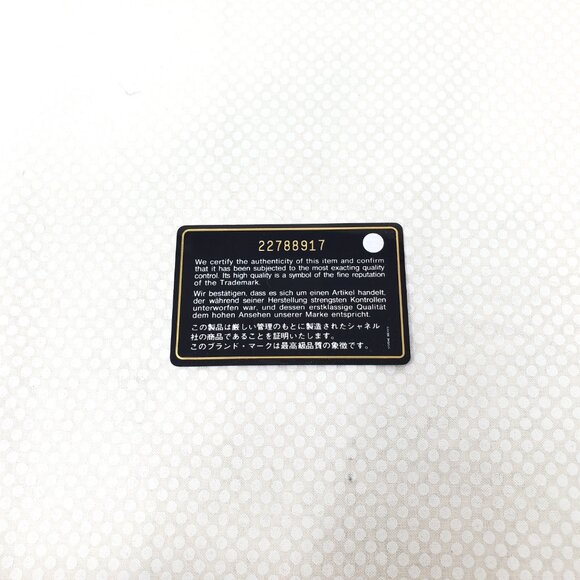 22788917
We certify the authenticity of this item and confirm
that it has been subjected to the most exacting quality
control. Its high quality is a symbol of the fine reputation
of the Trademark.
Wir bestätigen, dass es sich um einen Artikel handelt,
der während seiner Herstellung strengsten Kontrollen
unterworfen war, und dessen erstklassige Qualität
dem hohen Ansehen unserer Marke entspricht.
この製品は厳しい管理のもとに製造されたシャネル
社の商品であることを証明いたします。
このブランド・マークは最高級品質の象徴です。